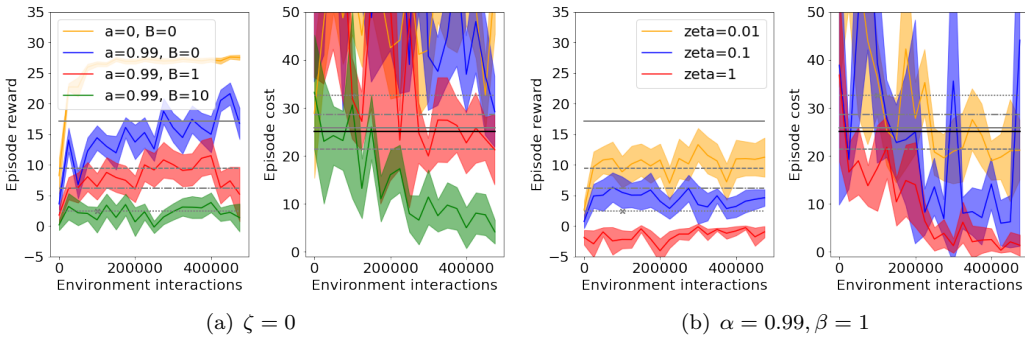 35
30
25
20
15
10
5
0
−5
Episode reward
a=0, B=0
a=0.99, B=0
a=0.99, B=1
a=0.99, B=10
0 200000 400000
Environment interactions
50
40
30
20
10
0
Episode cost
0 200000 400000
Environment interactions
(a) ζ = 0
35
30
25
20
15
10
5
0
−5
Episode reward
zeta=0.01
zeta=0.1
zeta=1
0 200000 400000
Environment interactions
50
40
30
20
10
0
Episode cost
0 200000 400000
Environment interactions
(b) α = 0.99, β = 1